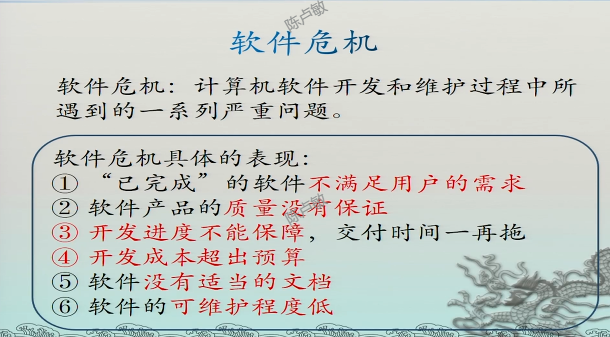 陈卢敏
软件危机
软件危机：计算机软件开发和维护过程中所
遇到的一系列严重问题。
软件危机具体的表现：
① “已完成”的软件不满足用户的需求
② 软件产品的质量没有保证
陈卢敏
③ 开发进度不能保障，交付时间一再拖
④ 开发成本超出预算
⑤ 软件没有适当的文档
⑥ 软件的可维护程度低